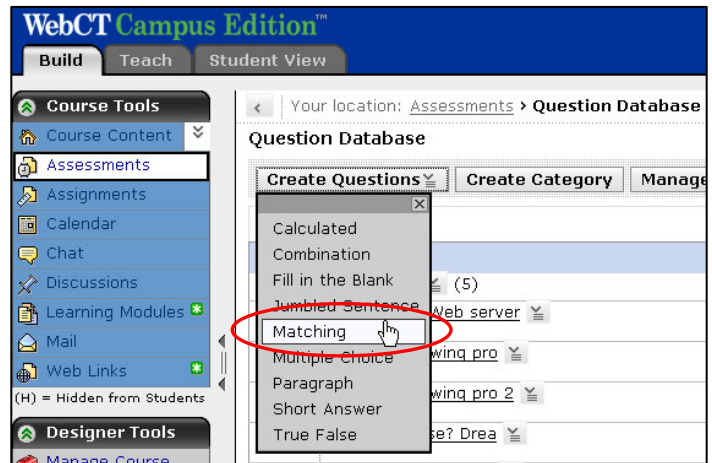 WebCT Campus Edition™
Build Teach Student View
Course Tools
Course Content
Assessments
Assignments
Calendar
Chat
Discussions
Learning Modules
Mail
Web Links
(H) = Hidden from Students
Designer Tools
Manage Course
Your location: Assessments › Question Database
Question Database
Create Questions Create Category Manage
Calculated
Combination
Fill in the Blank
Jumbled Sentence
Matching
Multiple Choice
Paragraph
Short Answer
True False
(5)
Web server
wing pro
wing pro 2
se? Drea